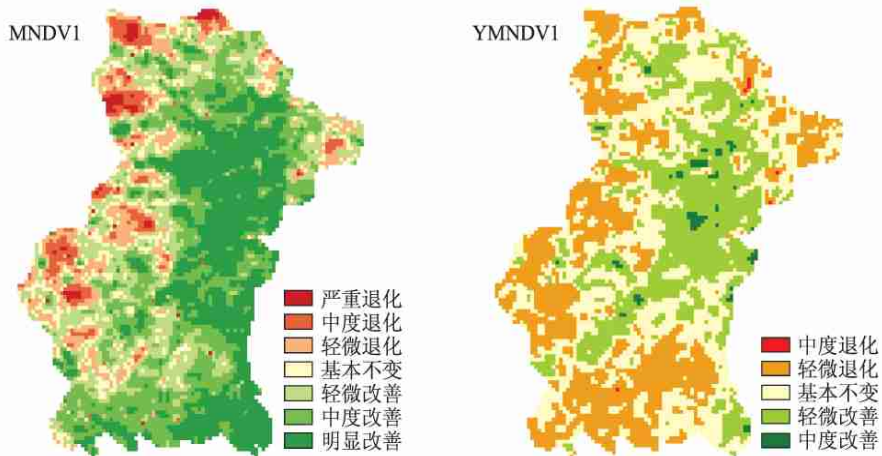 MNDV1
严重退化
中度退化
轻微退化
基本不变
轻微改善
中度改善
明显改善
YMNDV1
中度退化
轻微退化
基本不变
轻微改善
中度改善